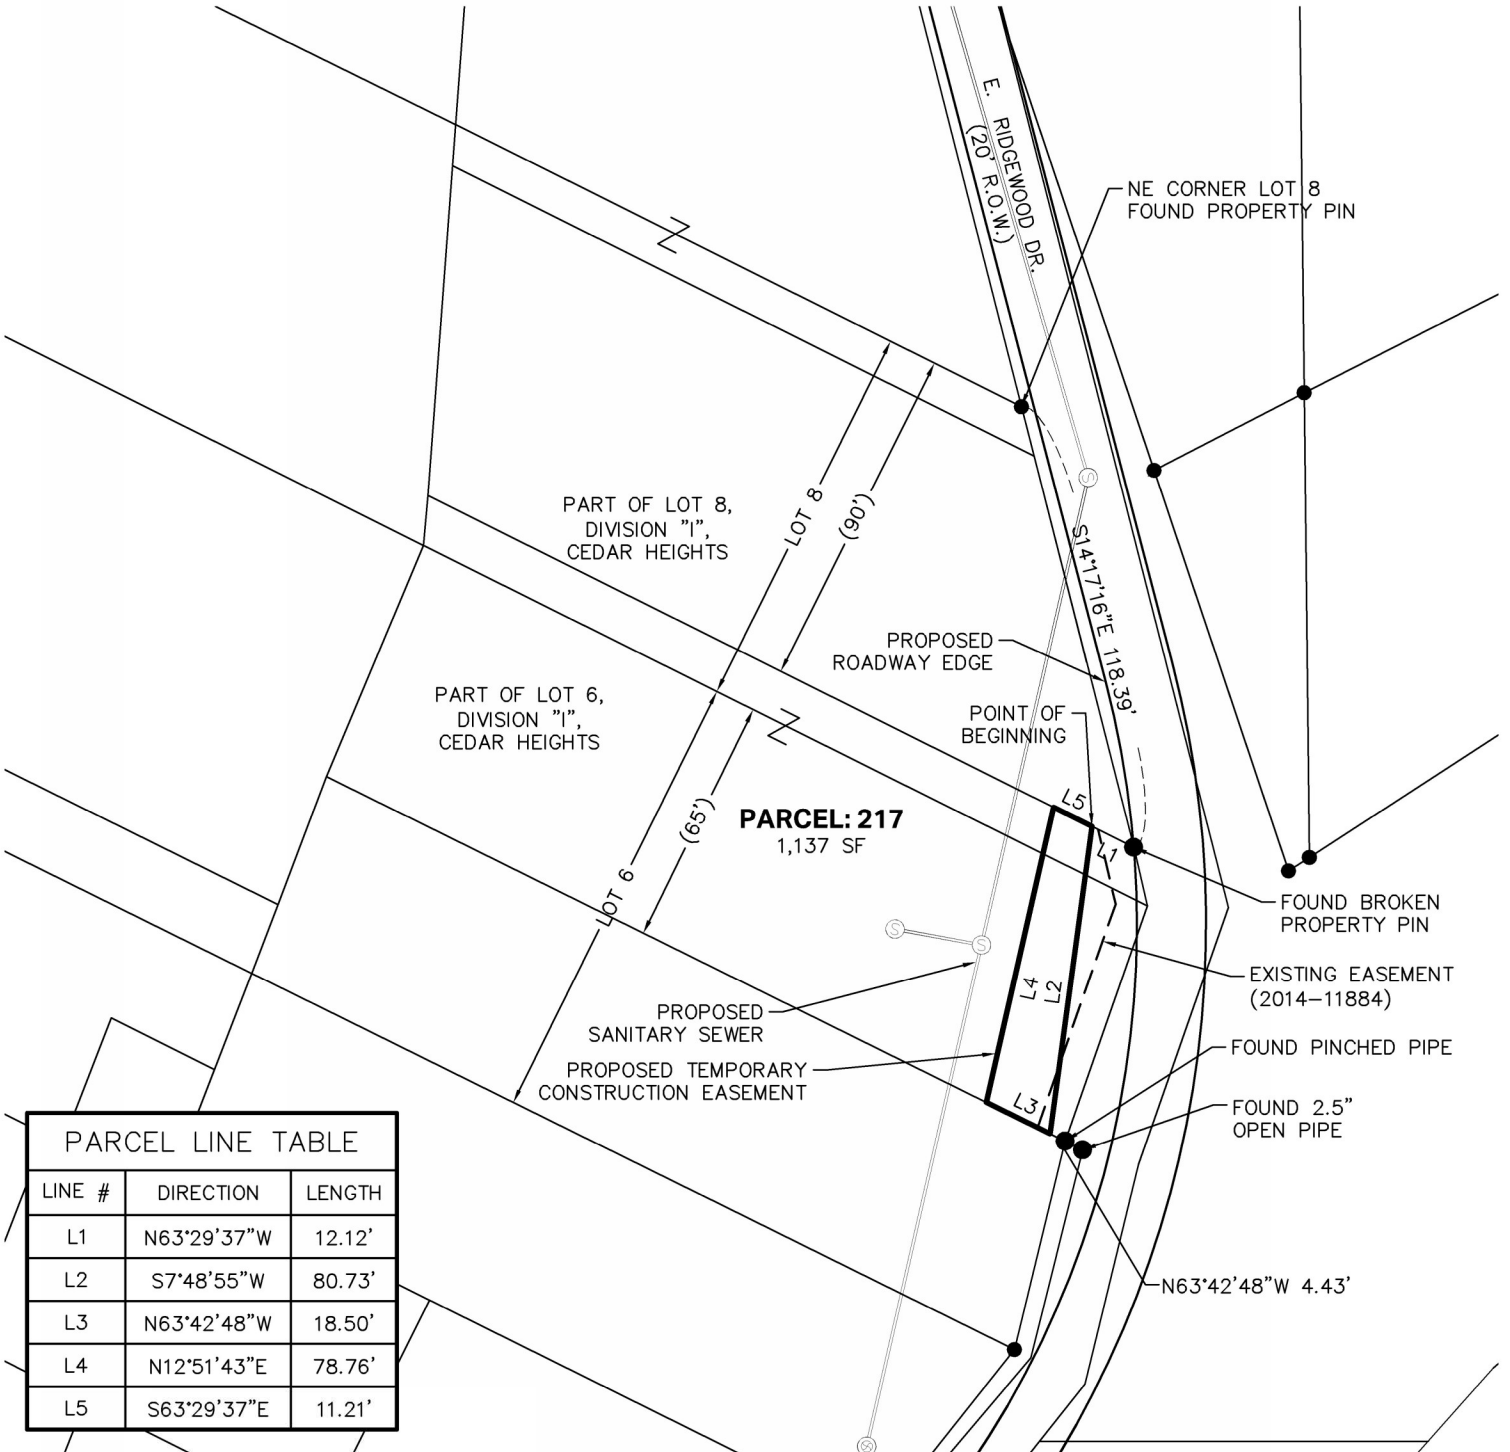 E. RIDGEWOOD DR.
(20' R.O.W.)
NE CORNER LOT 8
FOUND PROPERTY PIN
PART OF LOT 8,
DIVISION "I",
CEDAR HEIGHTS
LOT 8
(90')
S14°17'16"E 118.39'
PROPOSED
ROADWAY EDGE
PART OF LOT 6,
DIVISION "I",
CEDAR HEIGHTS
POINT OF
BEGINNING
L5
PARCEL: 217
1,137 SF
(65')
LOT 6
L1
FOUND BROKEN
PROPERTY PIN
S
S
S
L4
L2
EXISTING EASEMENT
(2014-11884)
PROPOSED
SANITARY SEWER
FOUND PINCHED PIPE
PROPOSED TEMPORARY
CONSTRUCTION EASEMENT
L3
FOUND 2.5"
OPEN PIPE
N63°42'48"W 4.43'
PARCEL LINE TABLE
LINE # DIRECTION LENGTH
L1 N63°29'37"W 12.12'
L2 S7°48'55"W 80.73'
L3 N63°42'48"W 18.50'
L4 N12°51'43"E 78.76'
L5 S63°29'37"E 11.21'